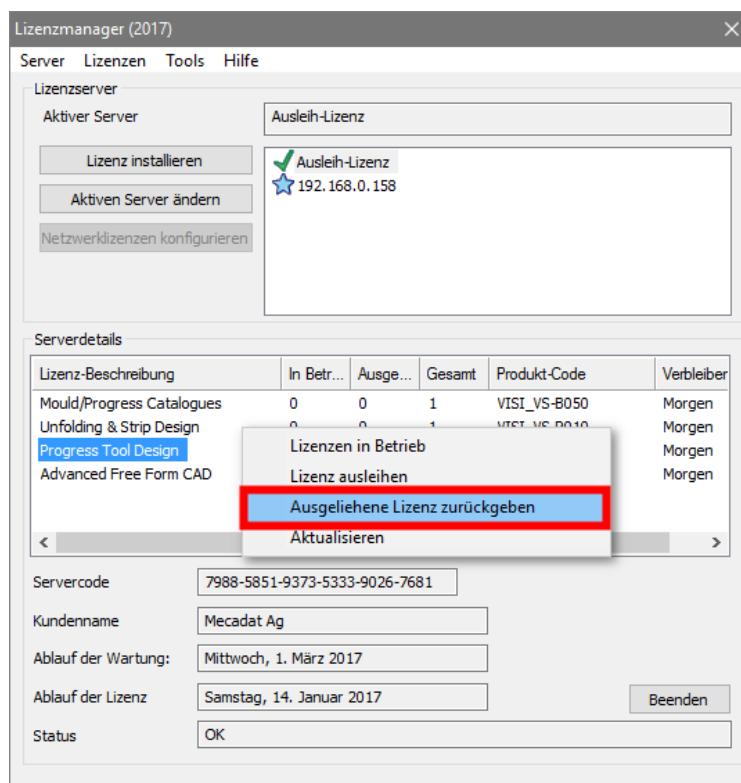 Lizenzmanager (2017)
Server Lizenzen Tools Hilfe
Lizenzserver
Aktiver Server
Ausleih-Lizenz
Lizenz installieren
Aktiven Server ändern
Netzwerklizenzen konfigurieren
Ausleih-Lizenz
192.168.0.158
Serverdetails
Lizenz-Beschreibung In Betr... Ausge... Gesamt Produkt-Code Verbleiber
Mould/Progress Catalogues 0 0 1 VISI_VS-B050 Morgen
Unfolding & Strip Design 0 0 1 Morgen
Progress Tool Design Morgen
Advanced Free Form CAD Morgen
Lizenzen in Betrieb
Lizenz ausleihen
Ausgeliehene Lizenz zurückgeben
Aktualisieren
Servercode 7988-5851-9373-5333-9026-7681
Kundenname Mecadat Ag
Ablauf der Wartung: Mittwoch, 1. März 2017
Ablauf der Lizenz Samstag, 14. Januar 2017
Beenden
Status OK